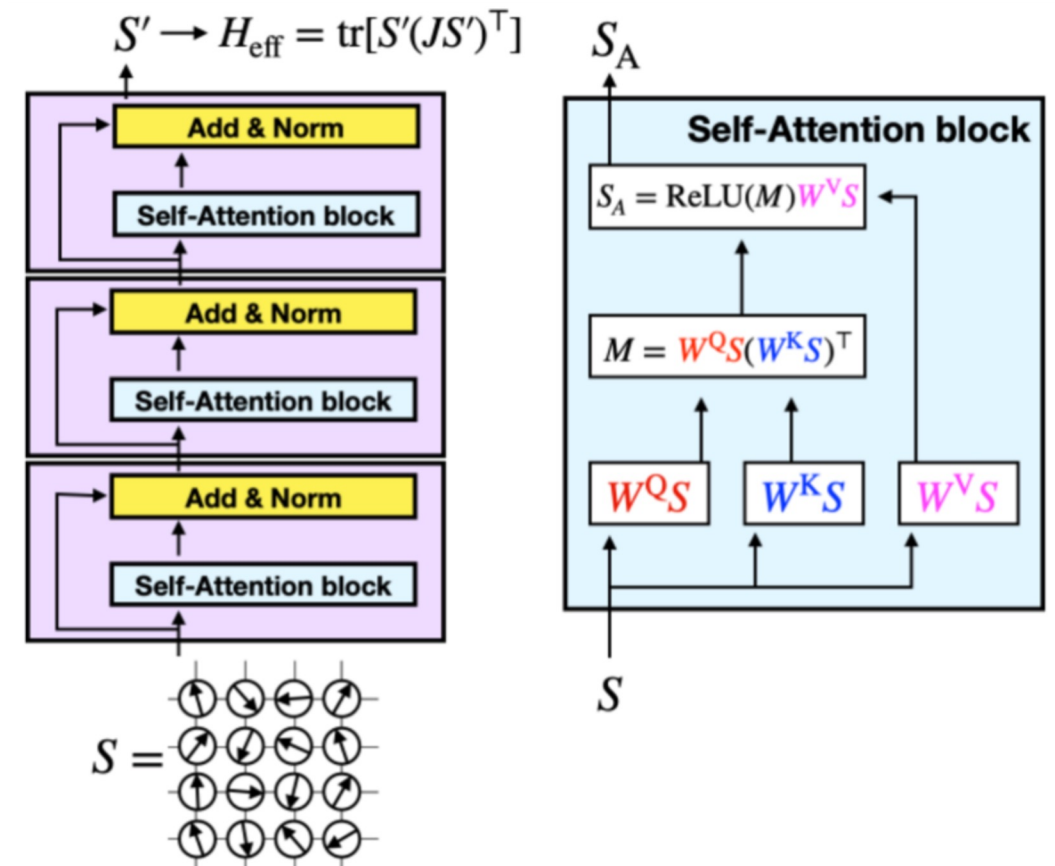 S′ → H_eff = tr[S′(JS′)^⊤]
Add & Norm
Self-Attention block
Add & Norm
Self-Attention block
Add & Norm
Self-Attention block
S =
S_A
Self-Attention block
S_A = ReLU(M)W^V S
M = W^Q S(W^K S)^⊤
W^Q S
W^K S
W^V S
S